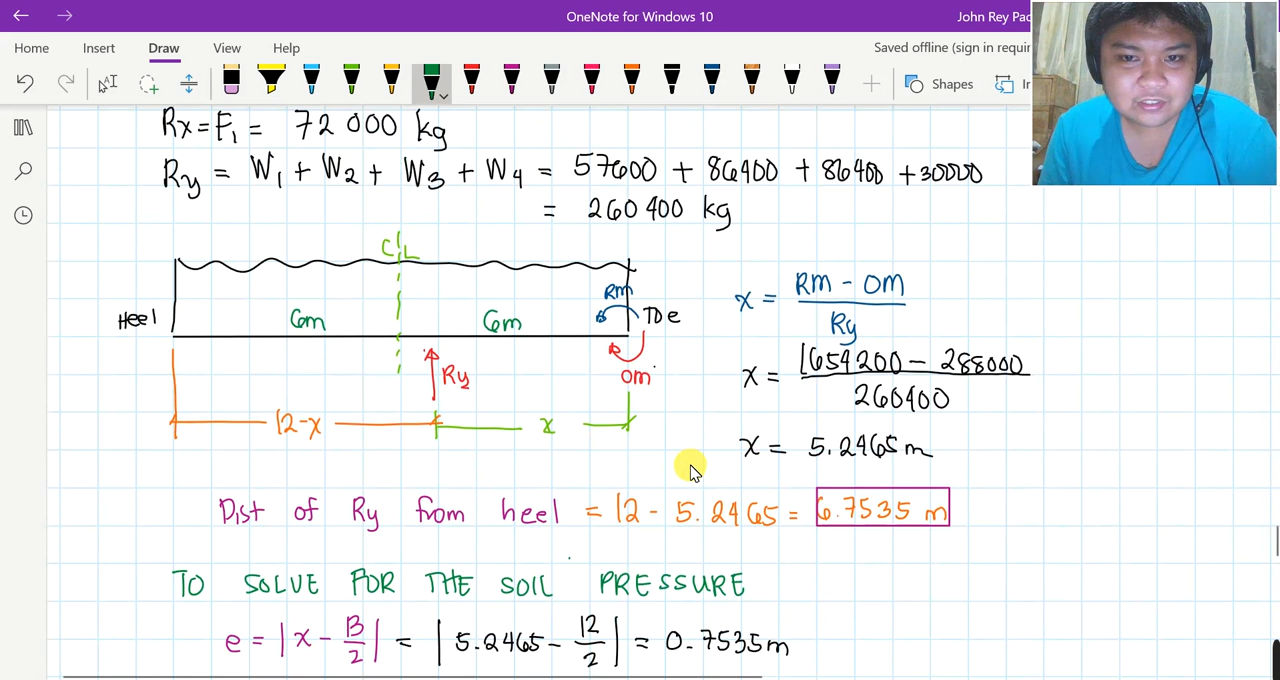 OneNote for Windows 10
John Rey Pac
Home Insert Draw View Help
Saved offline (sign in requir
Shapes
In
Rx = F₁ = 72 000 kg
Ry = W₁ + W₂ + W₃ + W₄ = 57600 + 86400 + 86400 + 30000
= 260400 kg
C L
Heel
6m
6m
RM
Toe
Ry
OM
12-x
x
x = RM - OM / Ry
x = 1654200 - 288000 / 260400
x = 5.2465 m
Dist of Ry from heel = 12 - 5.2465 = 6.7535 m
TO SOLVE FOR THE SOIL PRESSURE
e = |x - B/2| = |5.2465 - 12/2| = 0.7535m